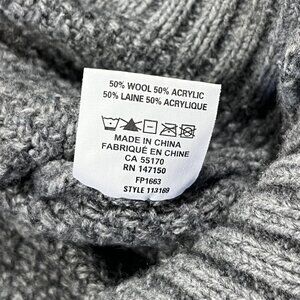 50% WOOL 50% ACRYLIC
50% LAINE 50% ACRYLIQUE
MADE IN CHINA
FABRIQUÉ EN CHINE
CA 55170
RN 147150
FP1663
STYLE 113189